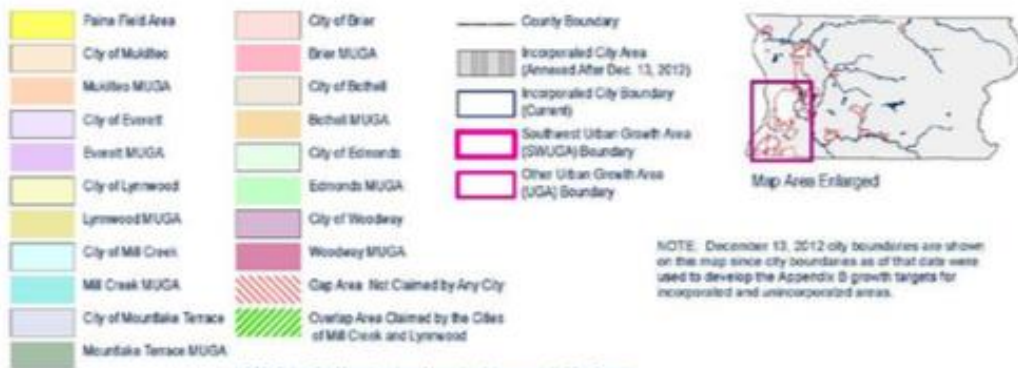 Paine Field Area
City of Mukilteo
Mukilteo MUGA
City of Everett
Everett MUGA
City of Lynnwood
Lynnwood MUGA
City of Mill Creek
Mill Creek MUGA
City of Mountlake Terrace
Mountlake Terrace MUGA
City of Brier
Brier MUGA
City of Bothell
Bothell MUGA
City of Edmonds
Edmonds MUGA
City of Woodway
Woodway MUGA
Gap Area Not Claimed by Any City
Overlap Area Claimed by the Cities
of Mill Creek and Lynnwood
County Boundary
Incorporated City Area
(Annexed After Dec. 13, 2012)
Incorporated City Boundary
(Current)
Southwest Urban Growth Area
(SWUGA) Boundary
Other Urban Growth Area
(UGA) Boundary
Map Area Enlarged
NOTE: December 13, 2012 city boundaries are shown
on this map since city boundaries as of that date were
used to develop the Appendix B growth targets for
incorporated and unincorporated areas.